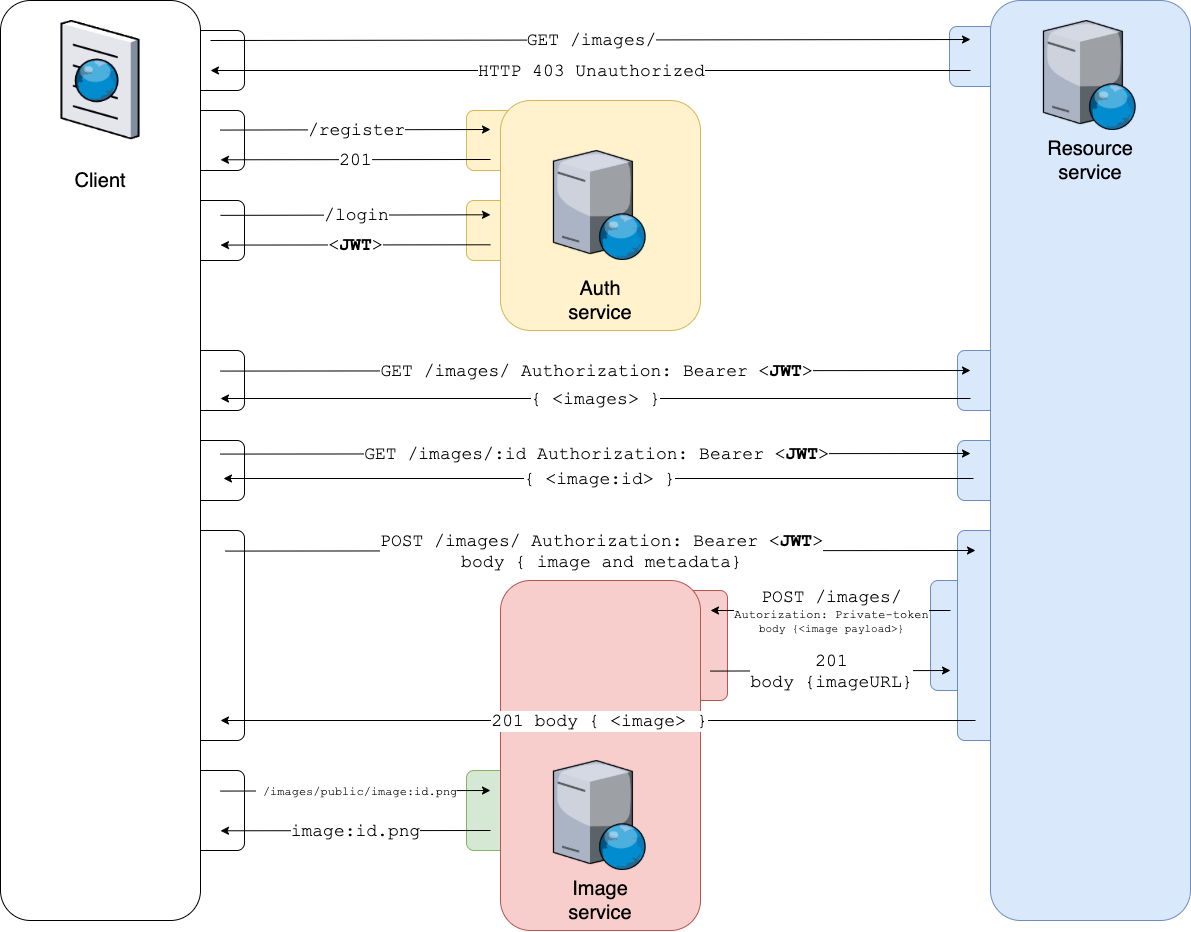 GET /images/
HTTP 403 Unauthorized
Client
Resource
service
/register
201
/login
<JWT>
Auth
service
GET /images/ Authorization: Bearer <JWT>
{ <images> }
GET /images/:id Authorization: Bearer <JWT>
{ <image:id> }
POST /images/ Authorization: Bearer <JWT>
body { image and metadata}
POST /images/
Autorization: Private-token
body {<image payload>}
201
body {imageURL}
201 body { <image> }
/images/public/image:id.png
image:id.png
Image
service